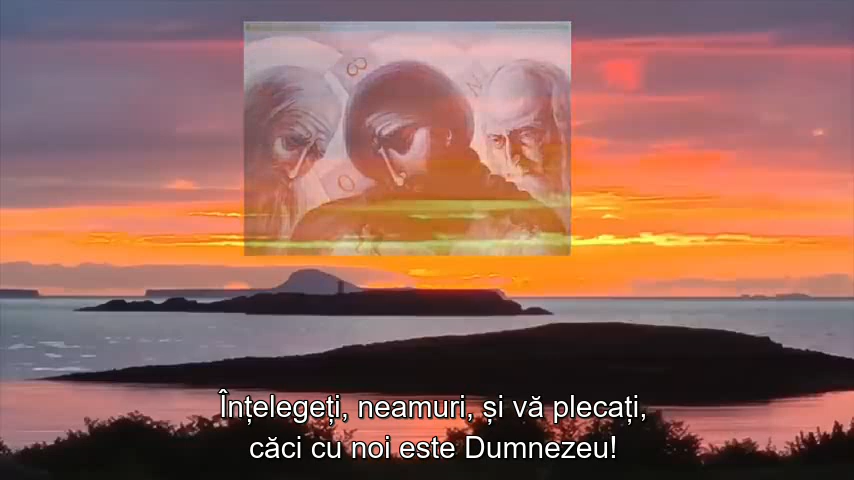 Înțelegeți, neamuri, și vă plecați,
căci cu noi este Dumnezeu!